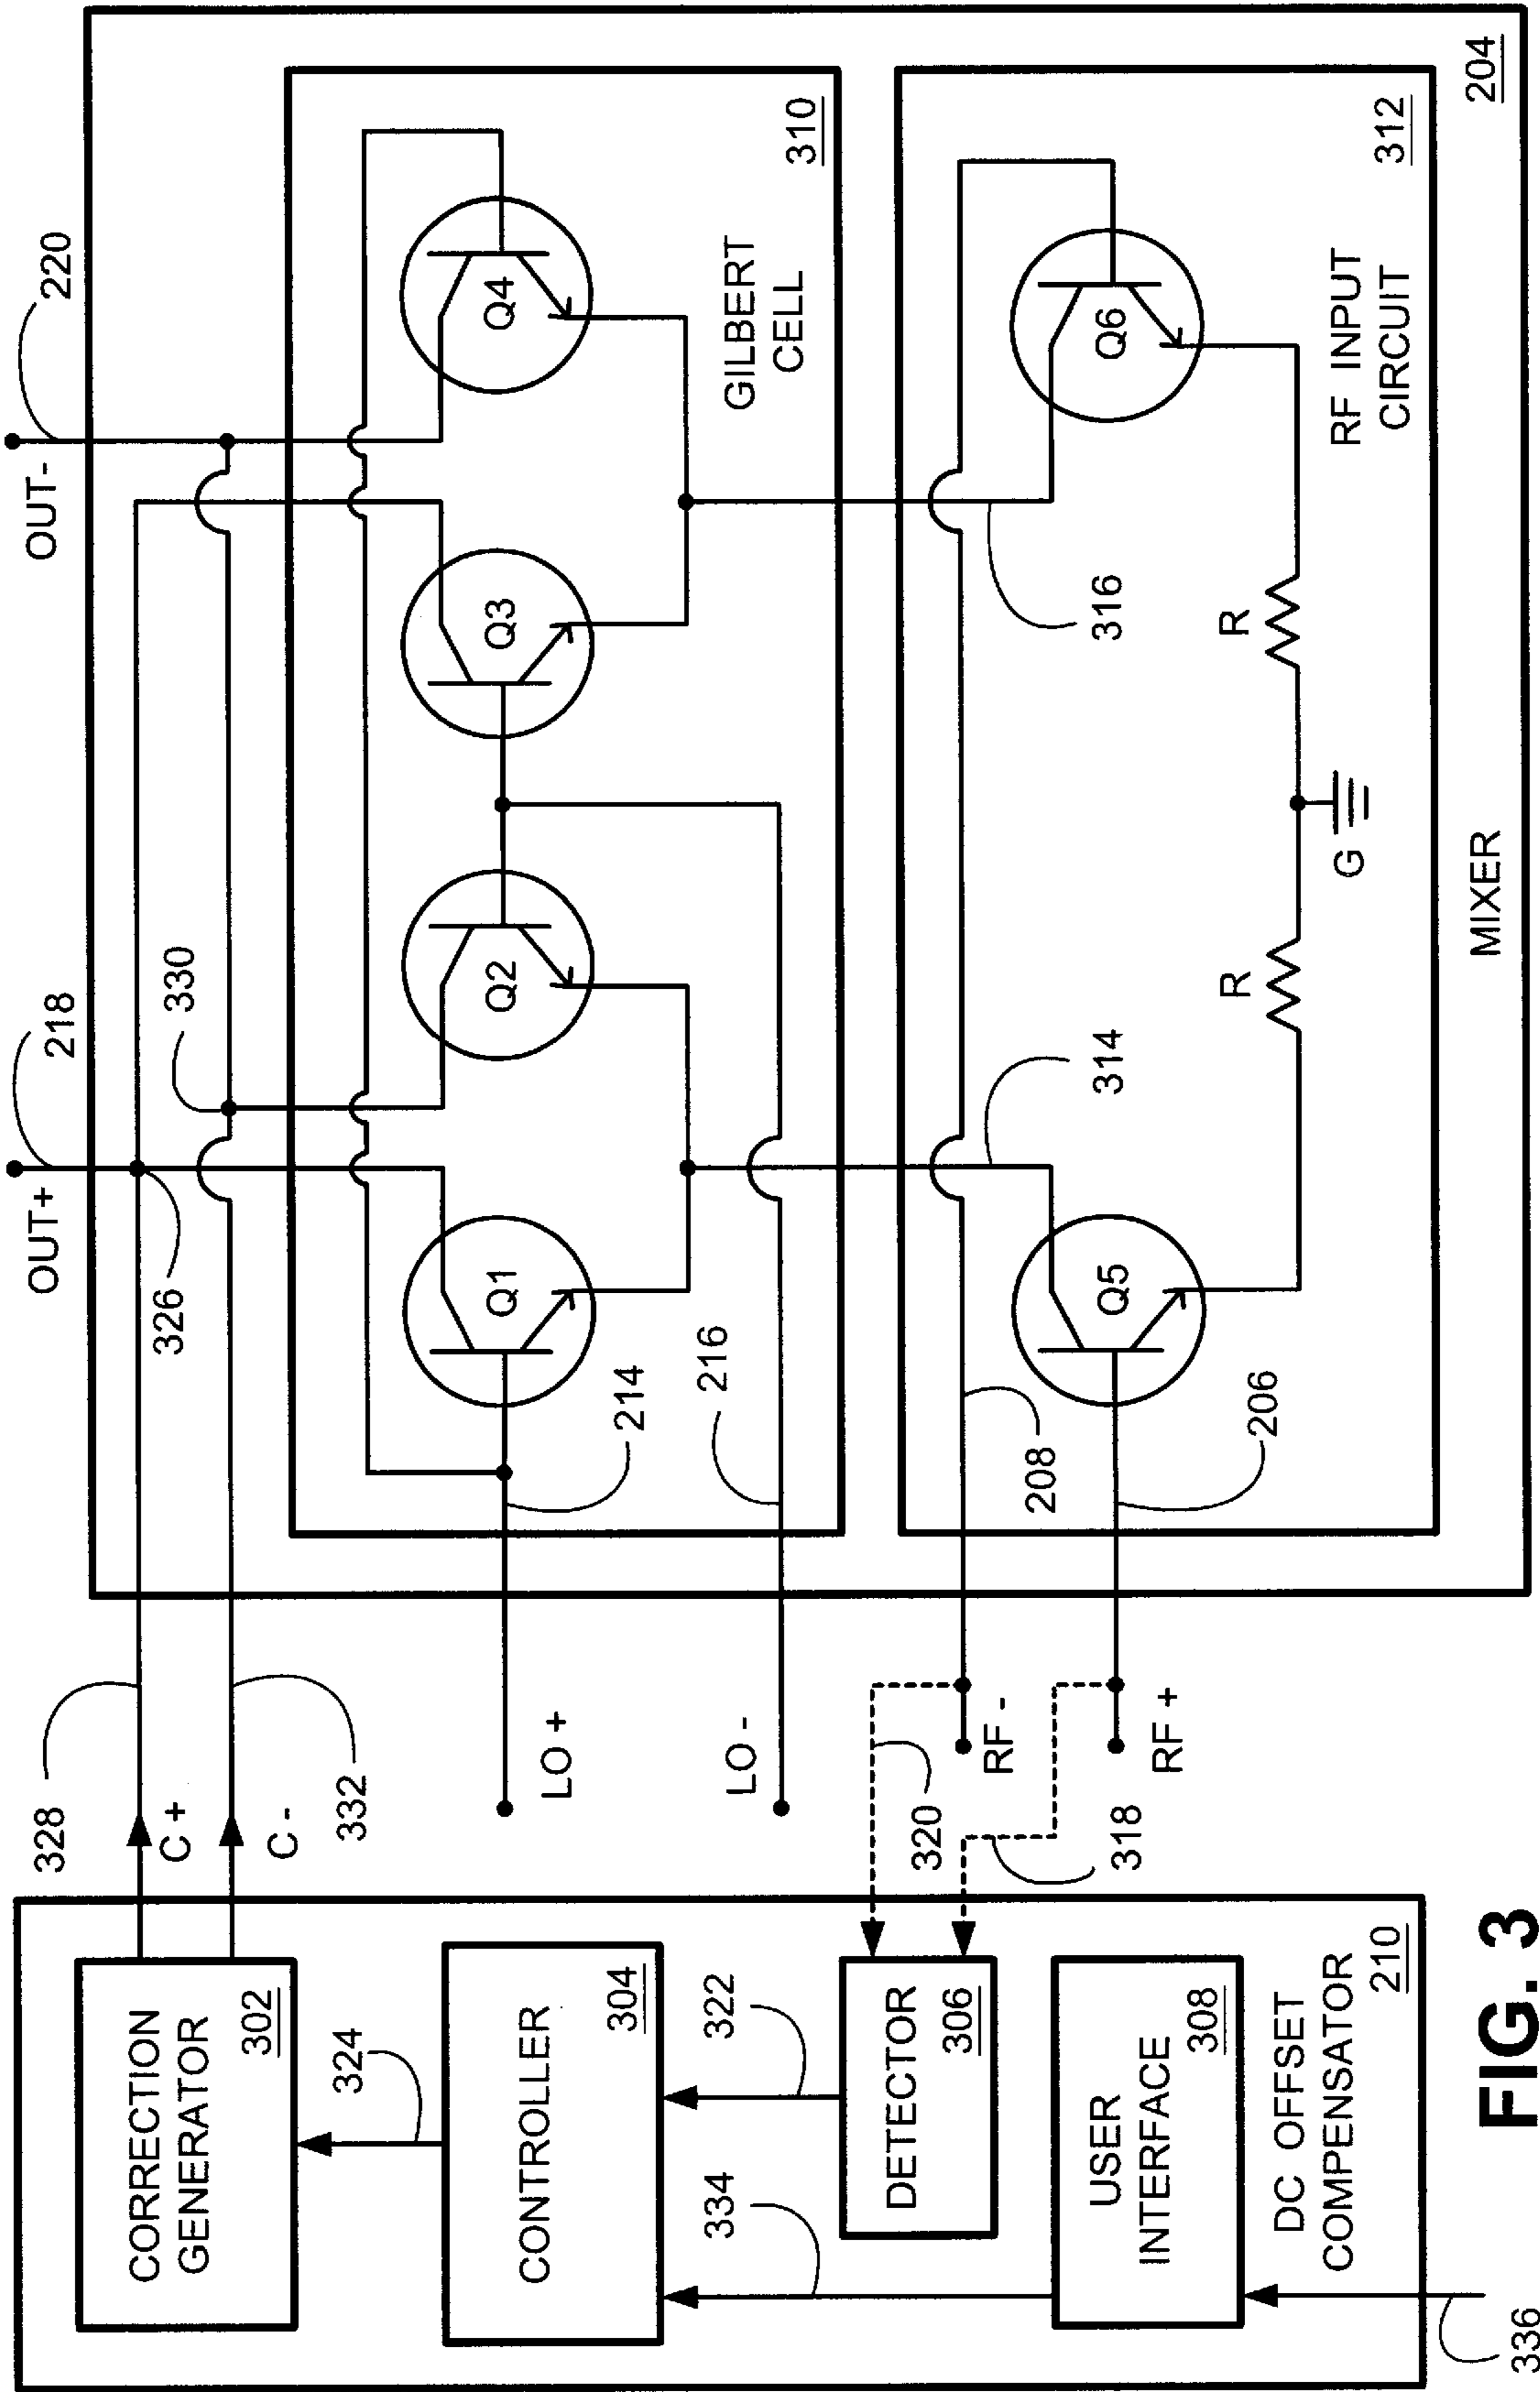 328
C +
C -
332
CORRECTION
GENERATOR
302
324
CONTROLLER
304
322
334
DETECTOR
306
USER
INTERFACE
308
DC OFFSET
COMPENSATOR
210
336
OUT+
218
326
330
OUT-
220
LO +
LO -
214
216
Q1
Q2
Q3
Q4
GILBERT
CELL
310
320
318
RF -
RF +
208
206
314
316
Q5
Q6
R
R
G
RF INPUT
CIRCUIT
312
MIXER
204
FIG. 3